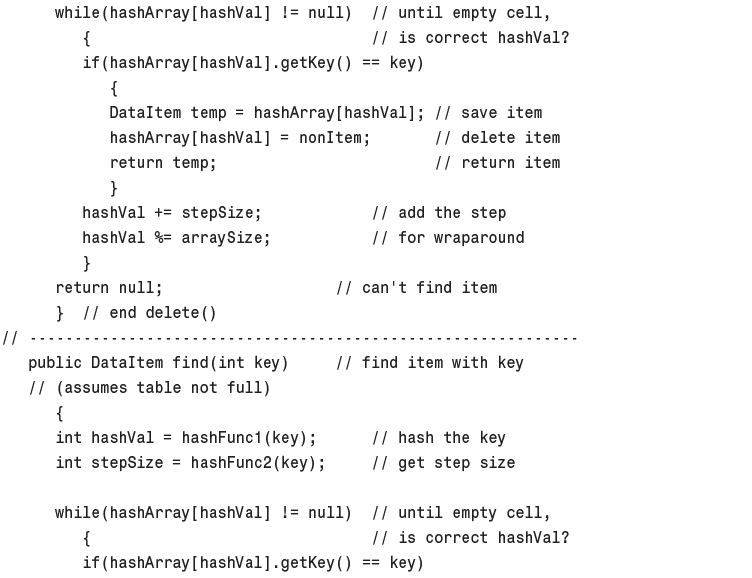 while(hashArray[hashVal] != null)  // until empty cell,
{                               // is correct hashVal?
if(hashArray[hashVal].getKey() == key)
{
DataItem temp = hashArray[hashVal]; // save item
hashArray[hashVal] = nonItem;       // delete item
return temp;                        // return item
}
hashVal += stepSize;            // add the step
hashVal %= arraySize;           // for wraparound
}
return null;                   // can't find item
}  // end delete()
// -------------------------------------------------------------
public DataItem find(int key)     // find item with key
// (assumes table not full)
{
int hashVal = hashFunc1(key);      // hash the key
int stepSize = hashFunc2(key);     // get step size
while(hashArray[hashVal] != null)  // until empty cell,
{                               // is correct hashVal?
if(hashArray[hashVal].getKey() == key)